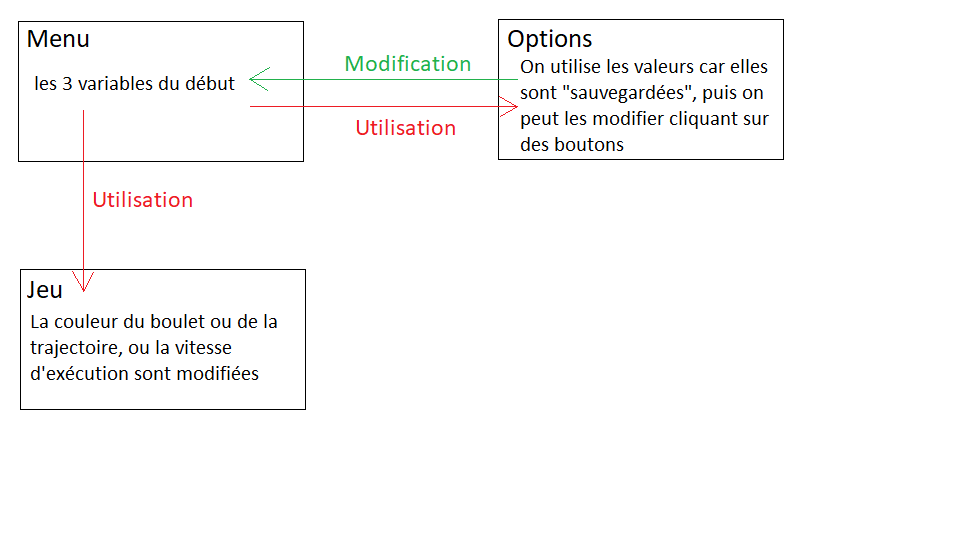 Menu
les 3 variables du début
Modification
Utilisation
Options
On utilise les valeurs car elles
sont "sauvegardées", puis on
peut les modifier cliquant sur
des boutons
Utilisation
Jeu
La couleur du boulet ou de la
trajectoire, ou la vitesse
d'exécution sont modifiées